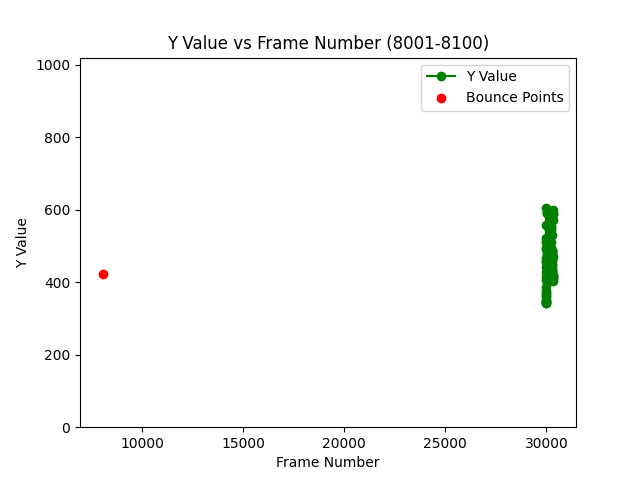 Y Value vs Frame Number (8001-8100)
Y Value
Bounce Points
1000
800
600
400
200
0
Y Value
10000
15000
20000
25000
30000
Frame Number